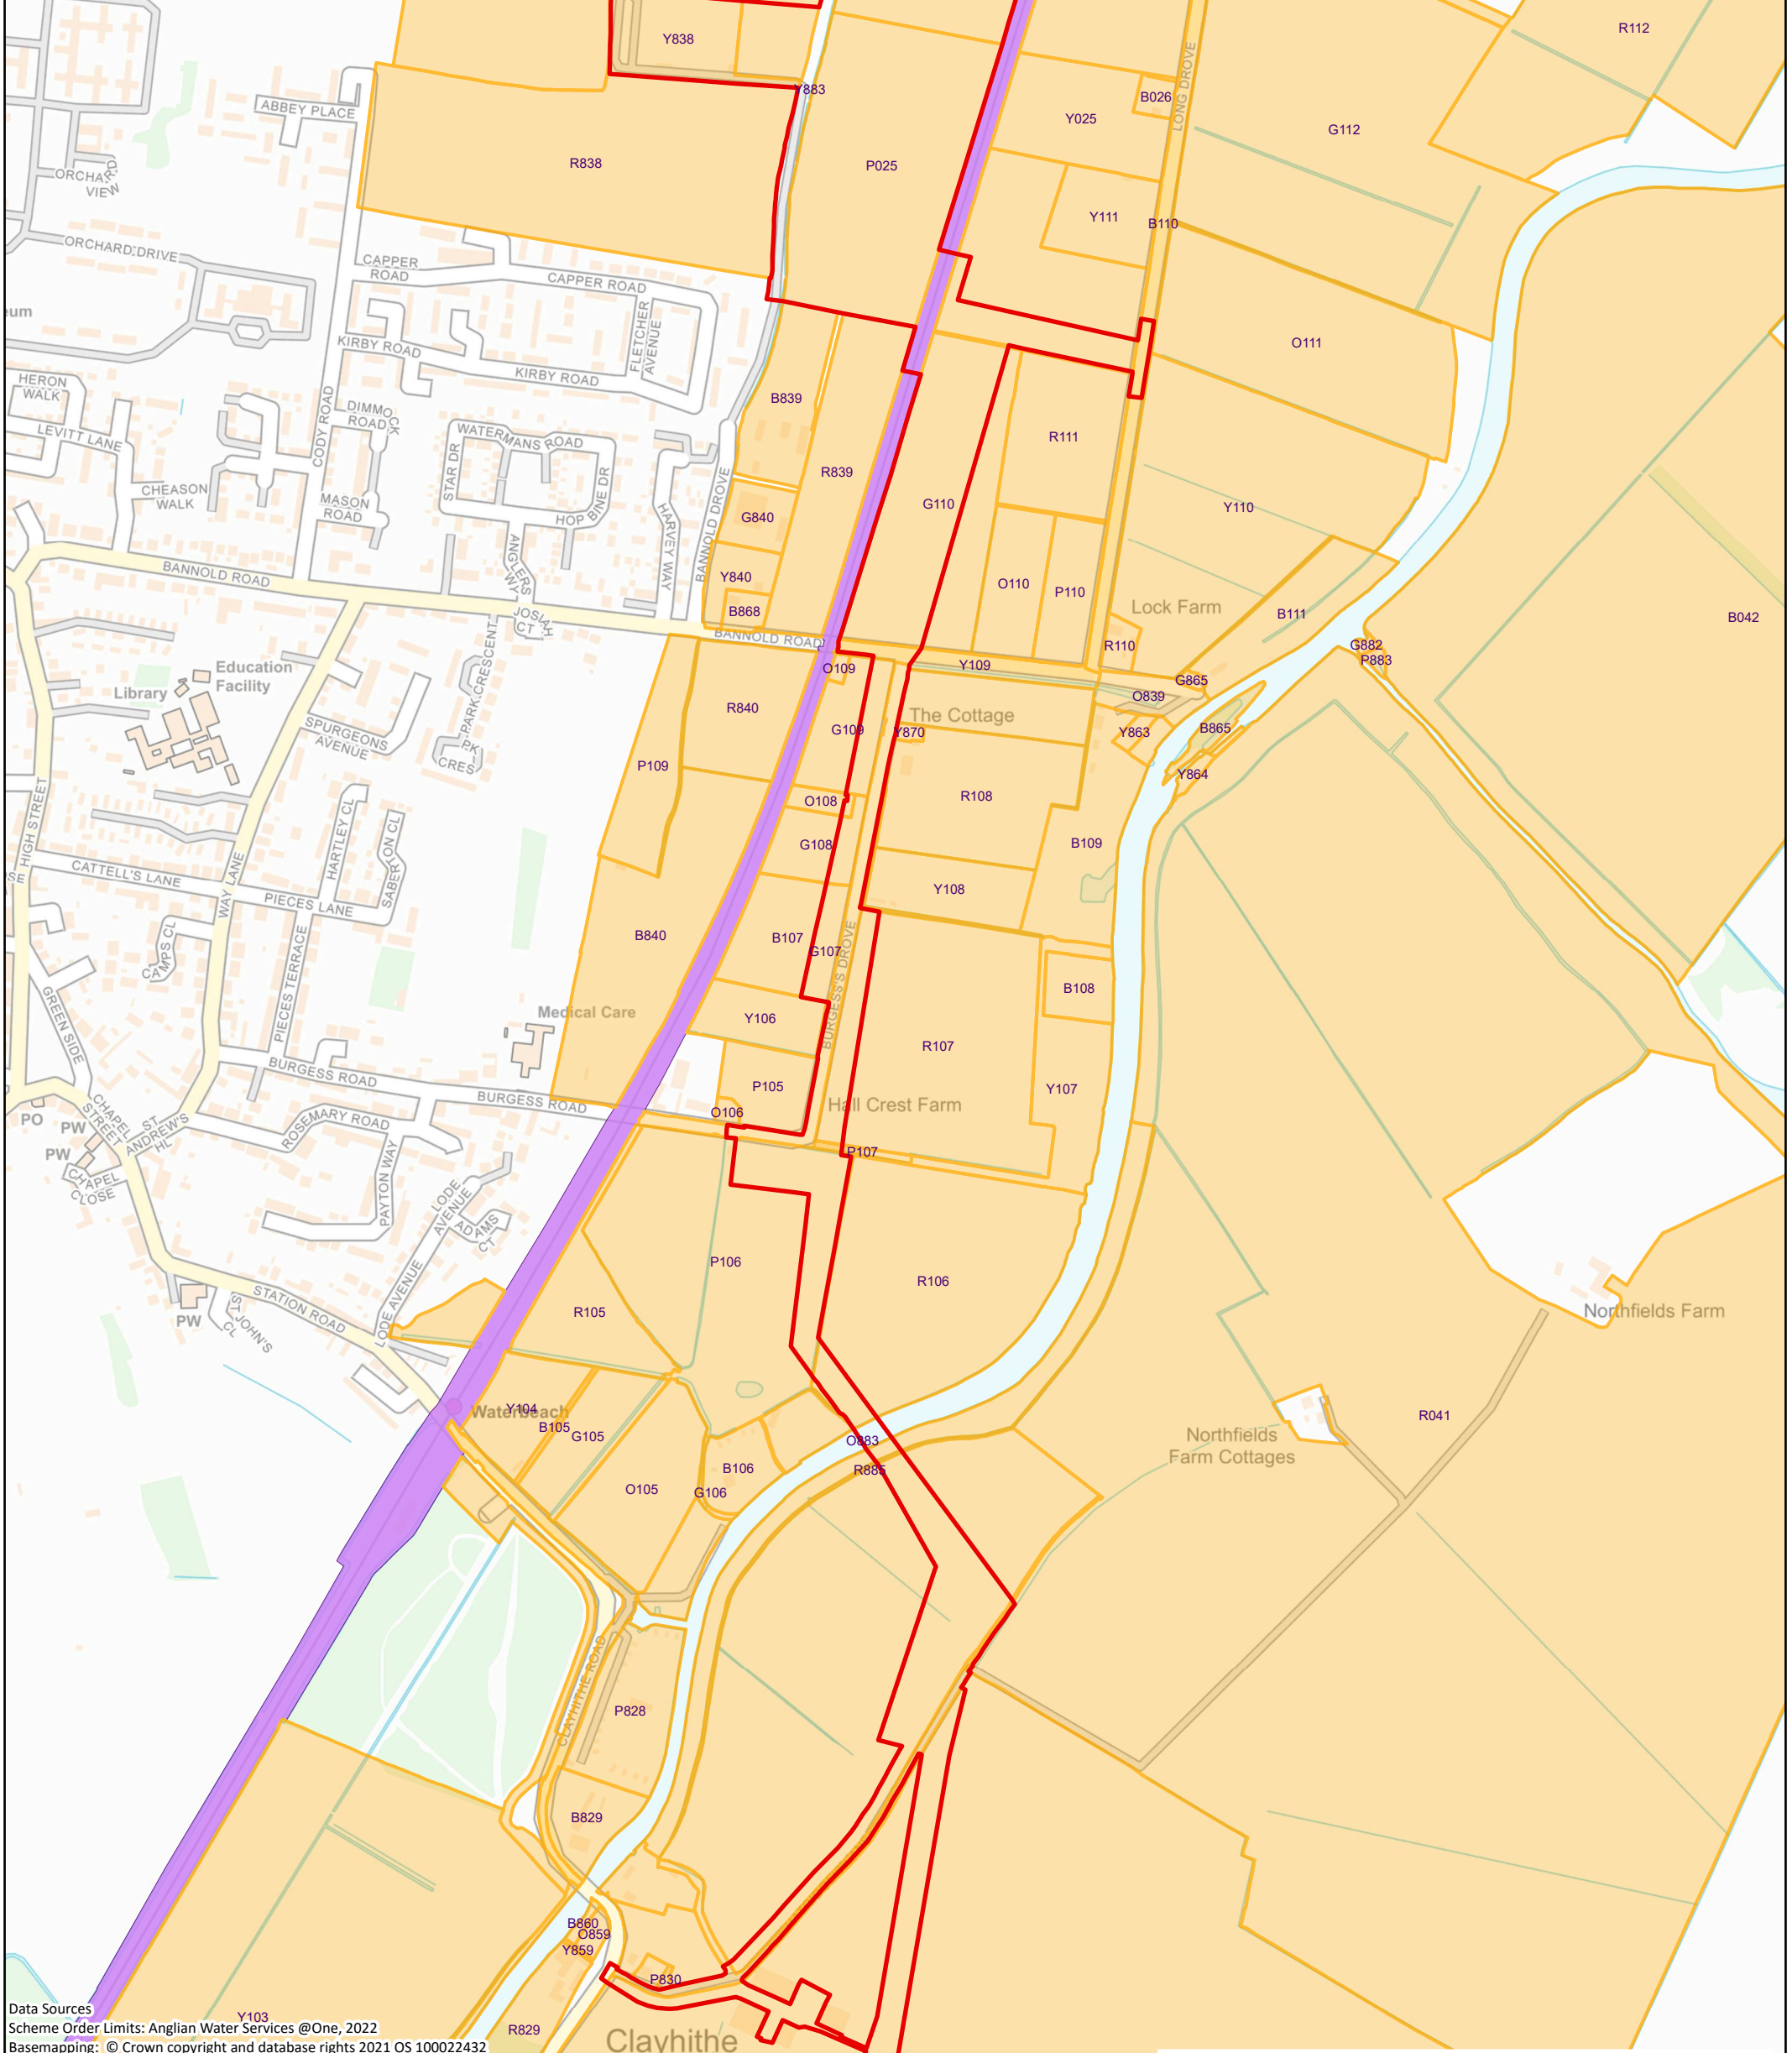 Y838
R112
B026
Y883
ABBEY PLACE
LONG DROVE
Y025
G112
R838
P025
ORCHARD
VIEW
Y111
B110
ORCHARD DRIVE
CAPPER
ROAD
CAPPER ROAD
eum
FLETCHER
AVENUE
KIRBY ROAD
O111
KIRBY ROAD
HERON
WALK
B839
DIMMOCK
ROAD
CODY ROAD
LEVITT LANE
WATERMANS ROAD
R111
STAR DR
R839
CHEASON
WALK
HOPBINE DR
BANNOLD DROVE
MASON
ROAD
G110
Y110
G840
HARVEY WAY
ANGLERS
WAY
BANNOLD ROAD
Y840
O110
P110
B868
Lock Farm
B111
B042
JOSIAH
CT
BANNOLD ROAD
R110
G882
P883
Education
Facility
O109
Y109
G865
Library
PARK CRESCENT
O839
R840
The Cottage
SPURGEONS
AVENUE
G109
Y870
Y863
B865
PK
CRES
P109
Y864
HIGH STREET
HARTLEY CL
O108
R108
SABERTON CL
G108
B109
CATTELL'S LANE
SE
WAY LANE
PIECES LANE
Y108
B840
B107
G107
CAMPS CL
PIECES TERRACE
BURGESS'S DROVE
B108
GREEN SIDE
Medical Care
Y106
R107
BURGESS ROAD
P105
Y107
BURGESS ROAD
Hall Crest Farm
O106
PO
PW
CHAPEL
STREET
ST
ANDREW'S
HL
ROSEMARY ROAD
PW
P107
CHAPEL
CLOSE
PAYTON WAY
LODE
AVENUE
ADAMS
CT
P106
R106
STATION ROAD
R105
Northfields Farm
PW
ST JOHN'S
CL
LODE AVENUE
Y104
Waterbeach
B105
G105
R041
O883
Northfields
Farm Cottages
B106
R885
O105
G106
CLAYHITHE ROAD
P828
B829
B860
O859
Y859
P830
Data Sources
Y103
Scheme Order Limits: Anglian Water Services @One, 2022
R829
Clayhithe
Basemapping: © Crown copyright and database rights 2021 OS 100022432